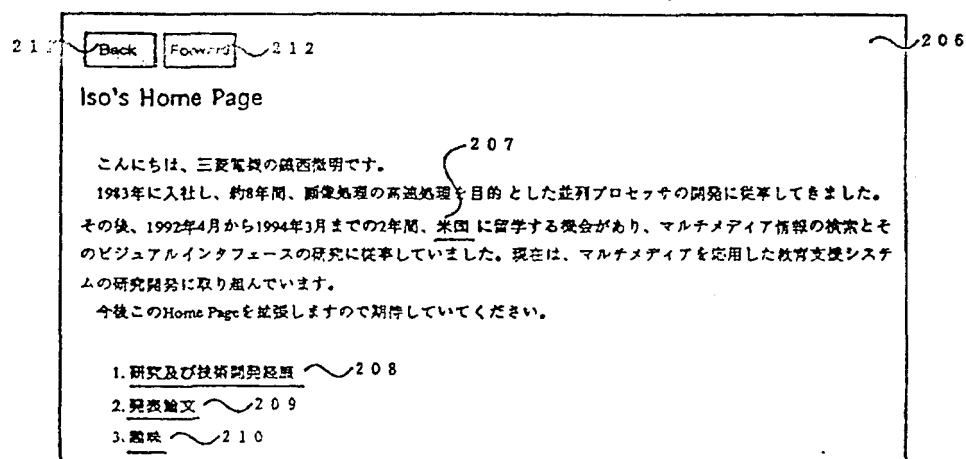 206
Back Forward 212
Iso's Home Page
207
こんにちは、三菱電機の です。
1983年に入社し、約8年間、画像処理の高速処理を目的とした並列プロセッサの開発に従事してきました。
その後、1992年4月から1994年3月までの2年間、米国に留学する機会があり、マルチメディア情報の検索とそ
のビジュアルインタフェースの研究に従事していました。現在は、マルチメディアを応用した教育支援システ
ムの研究開発に取り組んでいます。
今後このHome Pageを拡張しますので期待していてください。
1. 研究及び技術開発経歴 208
2. 発表論文 209
3. 趣味 210